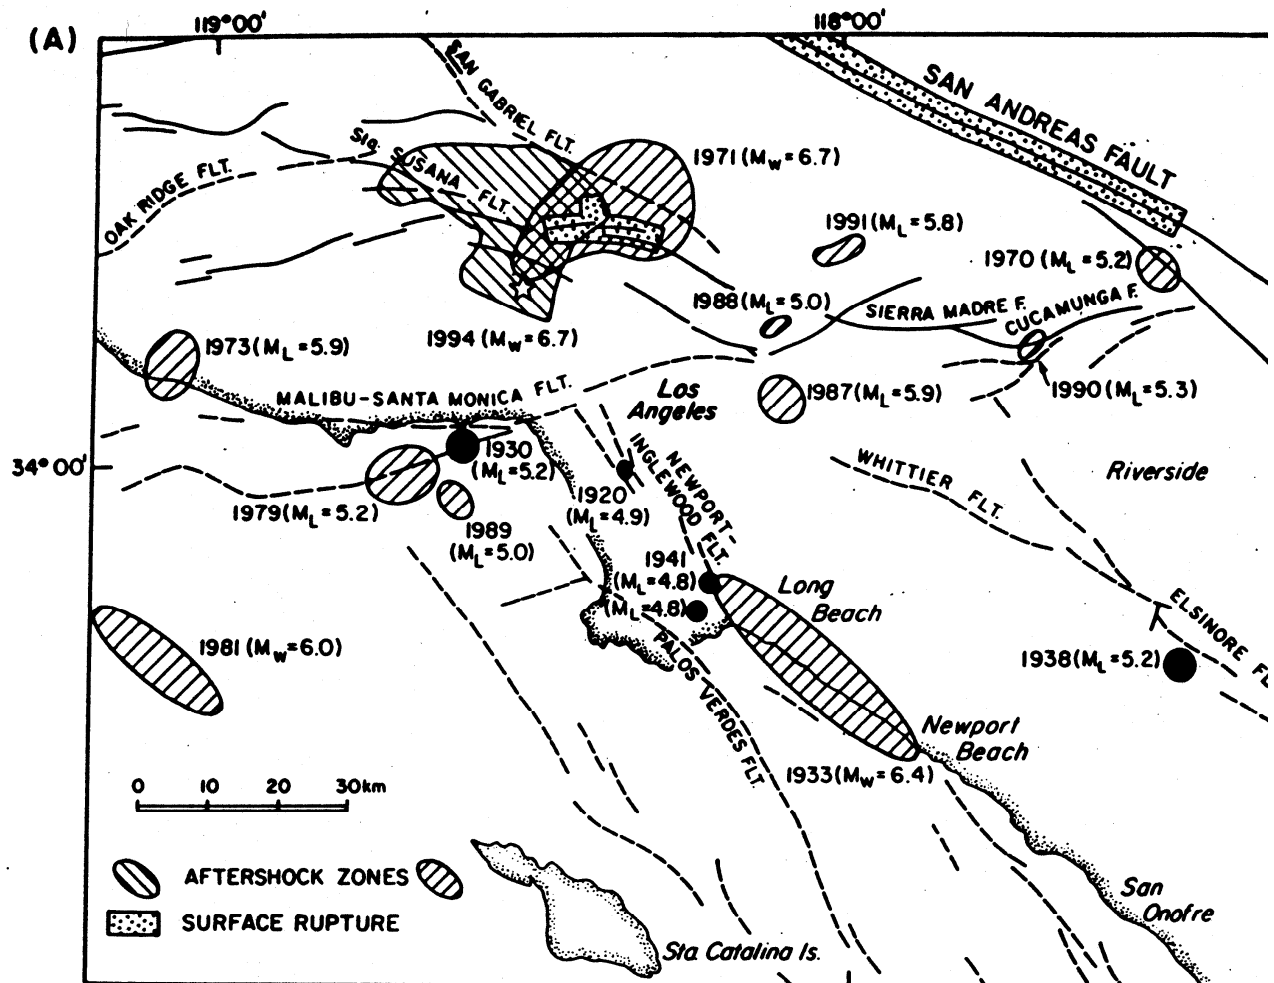 (A)
119°00'
118°00'
SAN GABRIEL FLT.
SAN ANDREAS FAULT
Sta. SUSANA FLT.
OAK RIDGE FLT.
1971 (Mw=6.7)
1991 (ML=5.8)
1970 (ML=5.2)
1988 (ML=5.0)
SIERRA MADRE F.
CUCAMUNGA F.
1994 (Mw=6.7)
1973 (ML=5.9)
MALIBU-SANTA MONICA FLT.
Los
Angeles
1987 (ML=5.9)
1990 (ML=5.3)
34°00'
1930
(ML=5.2)
NEWPORT-
INGLEWOOD FLT.
WHITTIER FLT.
Riverside
1979 (ML=5.2)
1920
(ML=4.9)
1989
(ML=5.0)
1941
(ML=4.8)
(ML=4.8)
Long
Beach
ELSINORE FL
1981 (Mw=6.0)
PALOS VERDES FLT.
1938 (ML=5.2)
Newport
Beach
1933 (Mw=6.4)
0 10 20 30km
AFTERSHOCK ZONES
SURFACE RUPTURE
San
Onofre
Sta. Catalina Is.